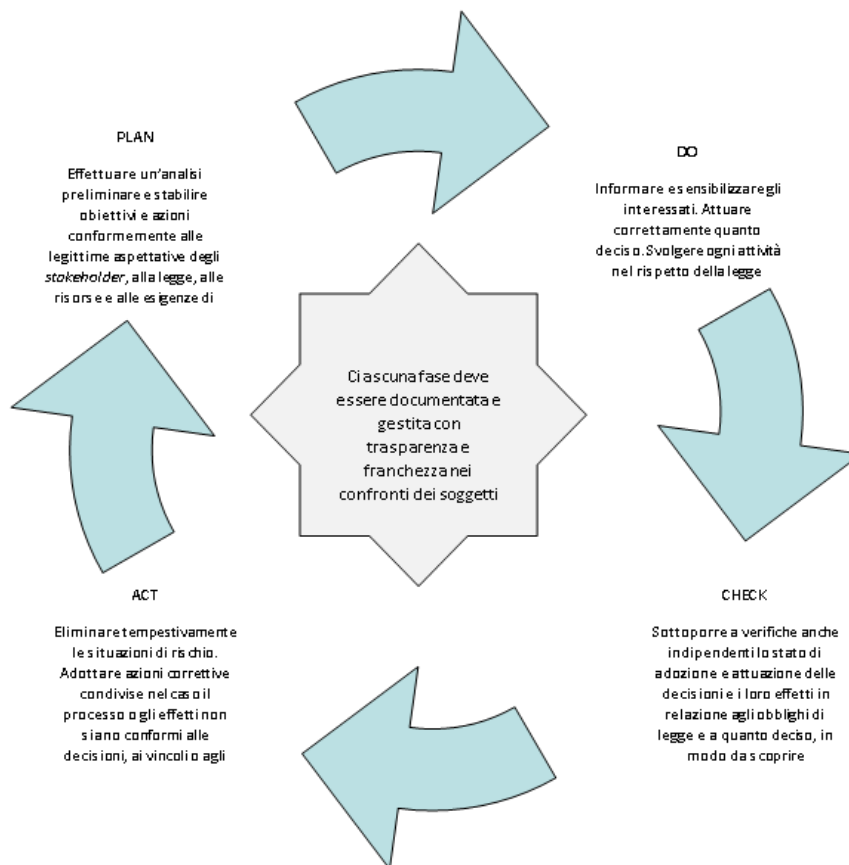 PLAN
Effettuare un'analisi
preliminare e stabilire
obiettivi e azioni
conformemente alle
legittime aspettative degli
stakeholder, alla legge, alle
risorse e alle esigenze di
DO
Informare e sensibilizzare gli
interessati. Attuare
correttamente quanto
deciso. Svolgere ogni attività
nel rispetto della legge
Ciascuna fase deve
essere documentata e
gestita con
trasparenza e
franchezza nei
confronti dei soggetti
ACT
Eliminare tempestivamente
le situazioni di rischio.
Adottare azioni correttive
condivise nel caso il
processo o gli effetti non
siano conformi alle
decisioni, ai vincoli o agli
CHECK
Sottoporre a verifiche anche
indipendenti lo stato di
adozione e attuazione delle
decisioni e i loro effetti in
relazione agli obblighi di
legge e a quanto deciso, in
modo da scoprire